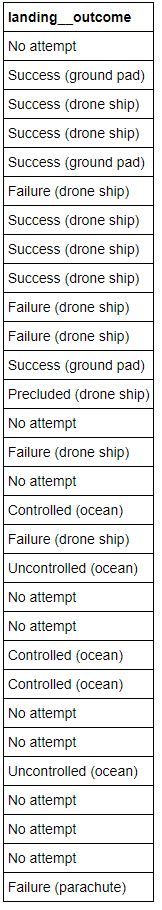 landing__outcome
No attempt
Success (ground pad)
Success (drone ship)
Success (drone ship)
Success (ground pad)
Failure (drone ship)
Success (drone ship)
Success (drone ship)
Success (drone ship)
Failure (drone ship)
Failure (drone ship)
Success (ground pad)
Precluded (drone ship)
No attempt
Failure (drone ship)
No attempt
Controlled (ocean)
Failure (drone ship)
Uncontrolled (ocean)
No attempt
No attempt
Controlled (ocean)
Controlled (ocean)
No attempt
No attempt
Uncontrolled (ocean)
No attempt
No attempt
No attempt
Failure (parachute)